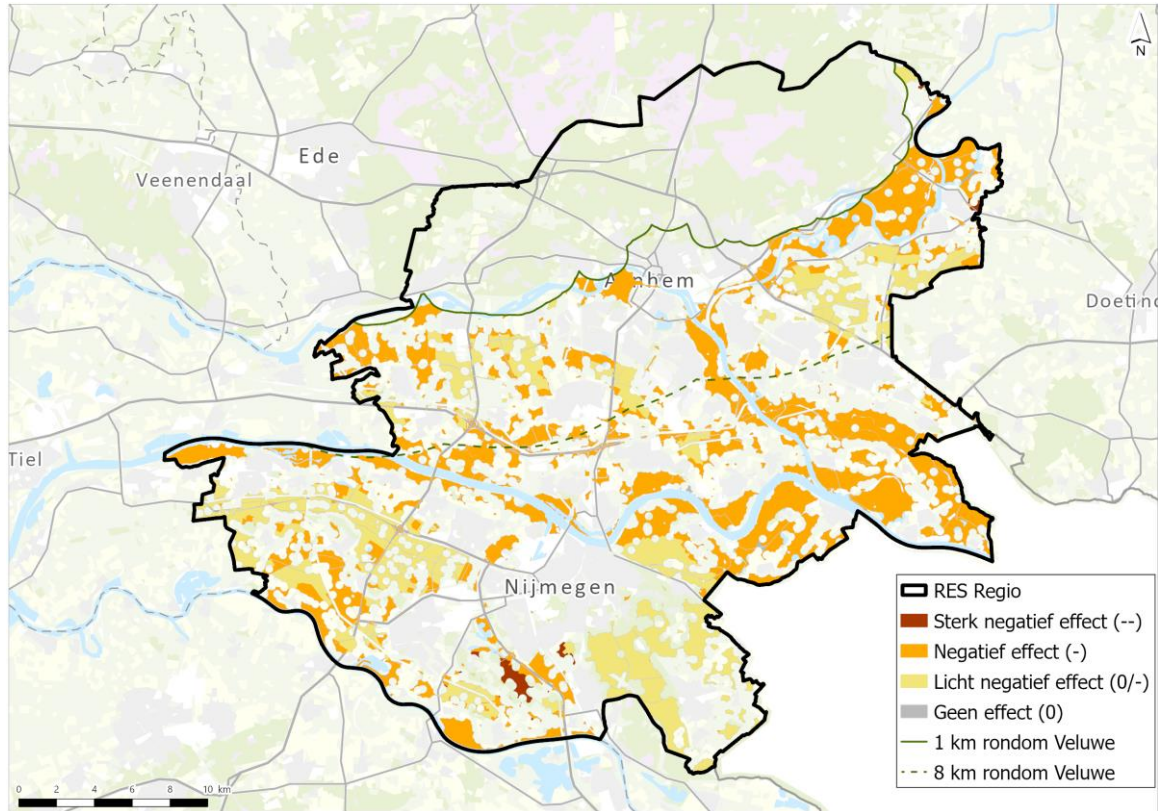 N
Ede
Veenendaal
Arnhem
Doetinc
Tiel
Nijmegen
RES Regio
Sterk negatief effect (--)
Negatief effect (-)
Licht negatief effect (0/-)
Geen effect (0)
1 km rondom Veluwe
8 km rondom Veluwe
0 2 4 6 8 10 km